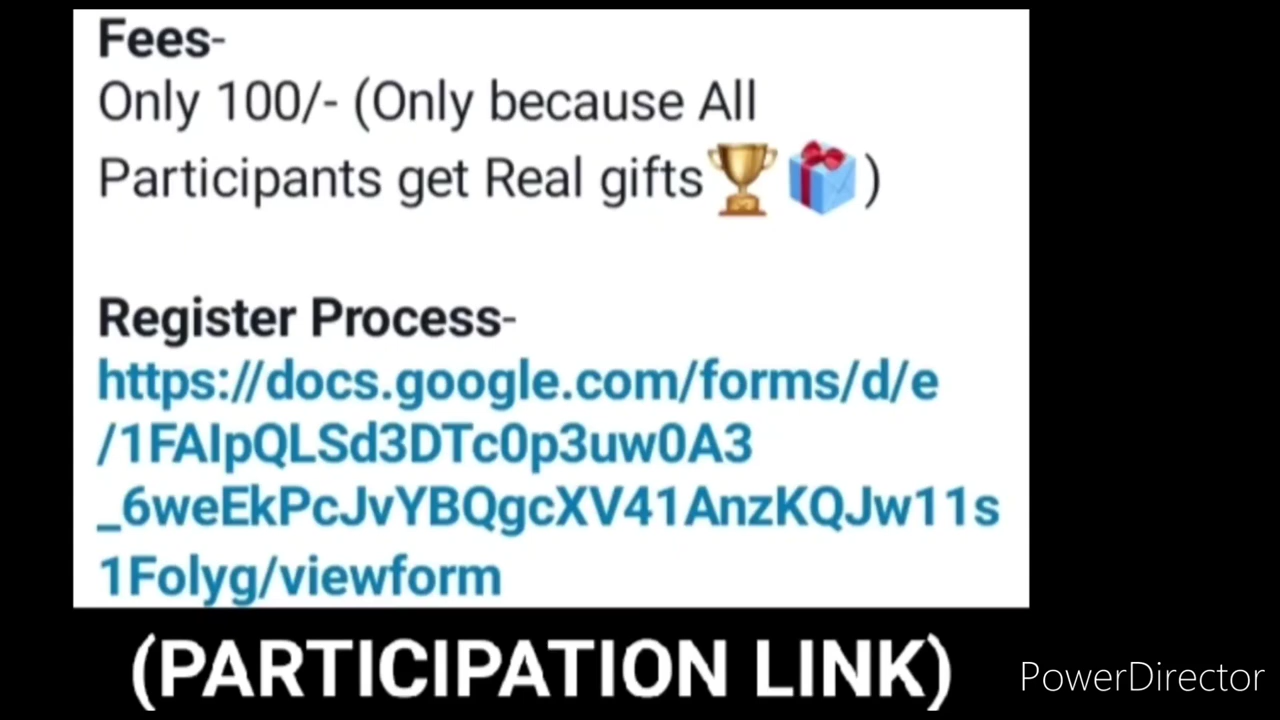 Fees-
Only 100/- (Only because All
Participants get Real gifts🏆🎁)
Register Process-
https://docs.google.com/forms/d/e
/1FAIpQLSd3DTc0p3uw0A3
_6weEkPcJvYBQgcXV41AnzKQJw11s
1Folyg/viewform
(PARTICIPATION LINK)
PowerDirector